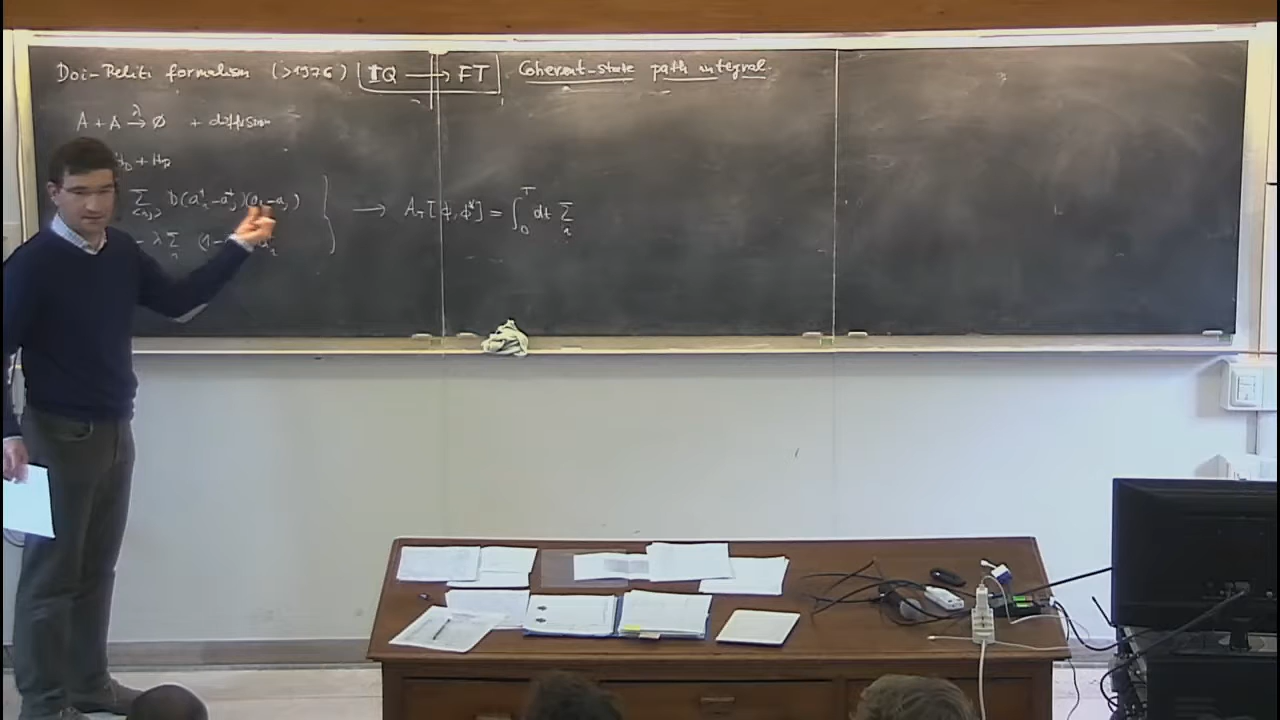 Doi-Peliti formalism (>1976) IQ → FT Coherent-state path integral
A + A →^λ ∅ + diffusion
H_D + H_R
Σ_<i,j> D(a_i^† - a_j^†)(a_i - a_j)
- λ Σ_i (1 -
→ A_T[ϕ, ϕ*] = ∫_0^T dt Σ_i